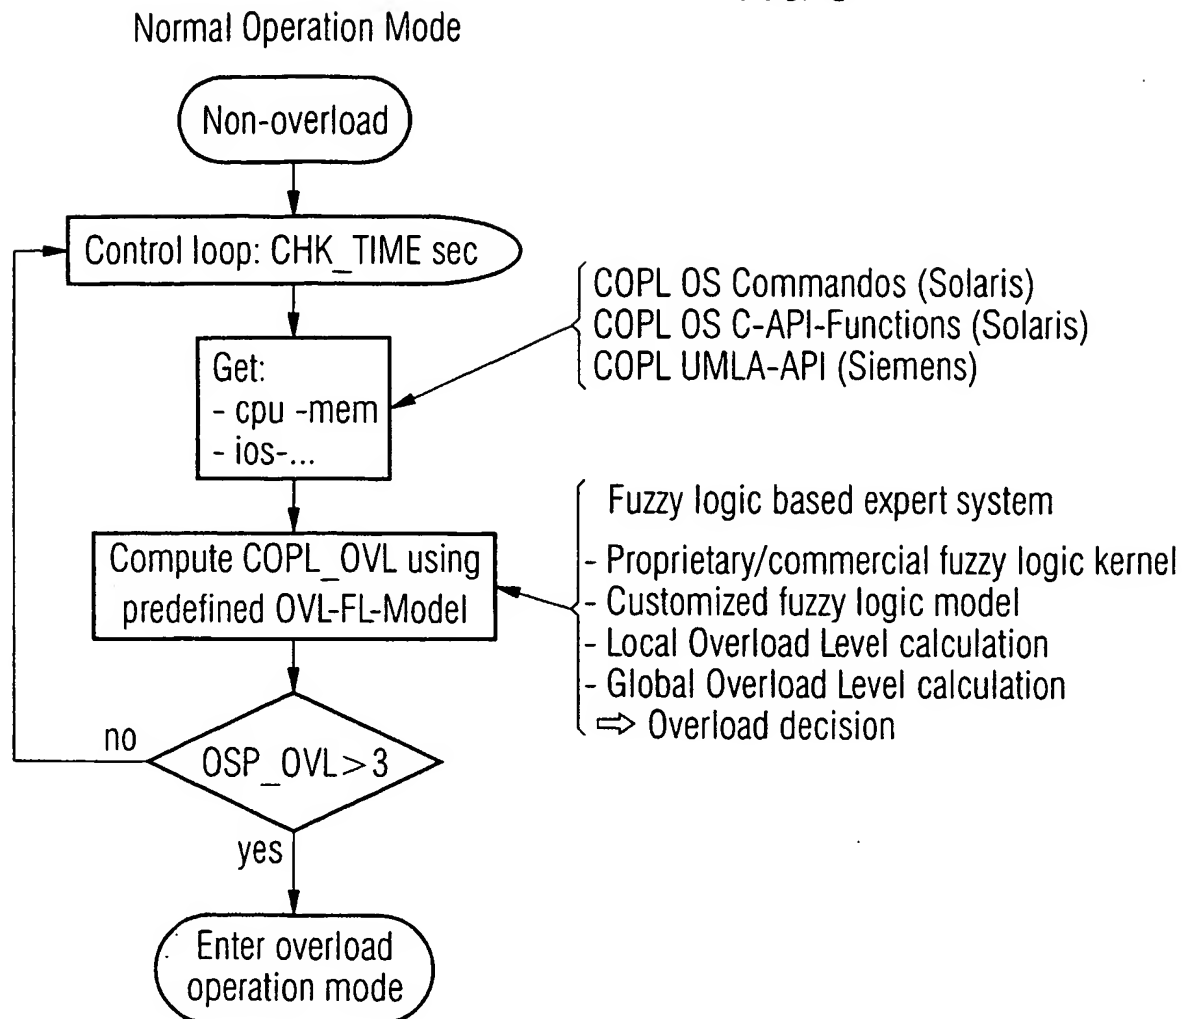 Normal Operation Mode
Non-overload
Control loop: CHK_TIME sec
COPL OS Commandos (Solaris)
COPL OS C-API-Functions (Solaris)
COPL UMLA-API (Siemens)
Get:
- cpu -mem
- ios-...
Fuzzy logic based expert system
- Proprietary/commercial fuzzy logic kernel
- Customized fuzzy logic model
- Local Overload Level calculation
- Global Overload Level calculation
⇨ Overload decision
Compute COPL_OVL using
predefined OVL-FL-Model
no
OSP_OVL>3
yes
Enter overload
operation mode